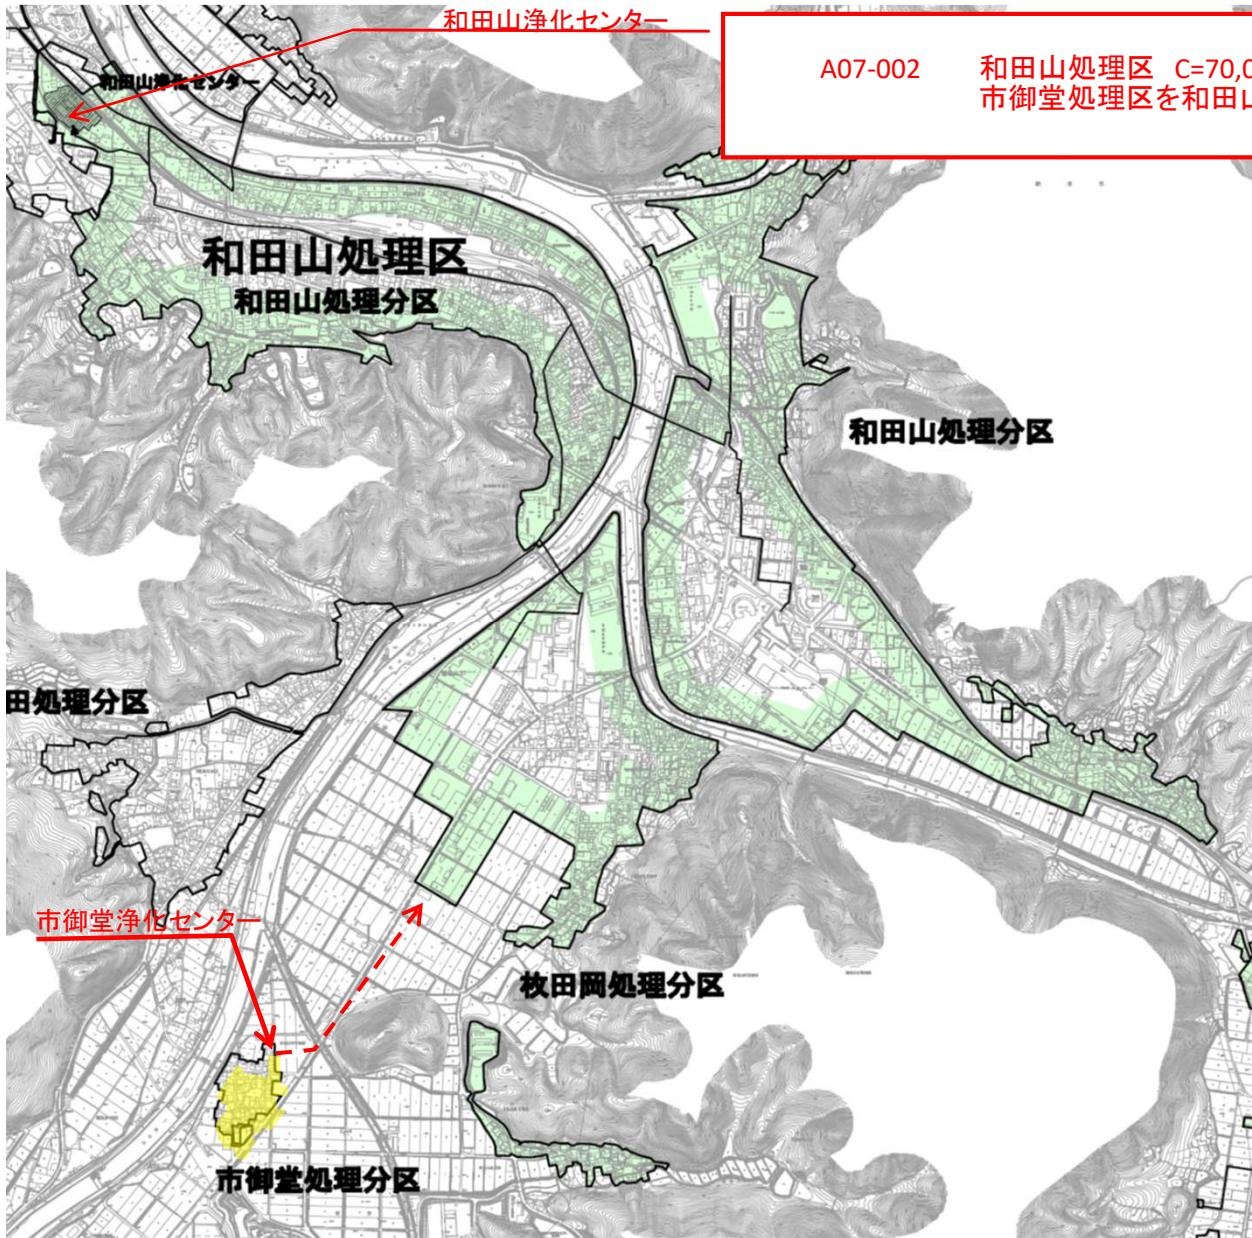 和田山浄化センター
A07-002 和田山処理区 C=70,0
市御堂処理区を和田山
和田山浄化センター
和田山処理区
和田山処理分区
和田山処理分区
田処理分区
市御堂浄化センター
枚田岡処理分区
市御堂処理分区